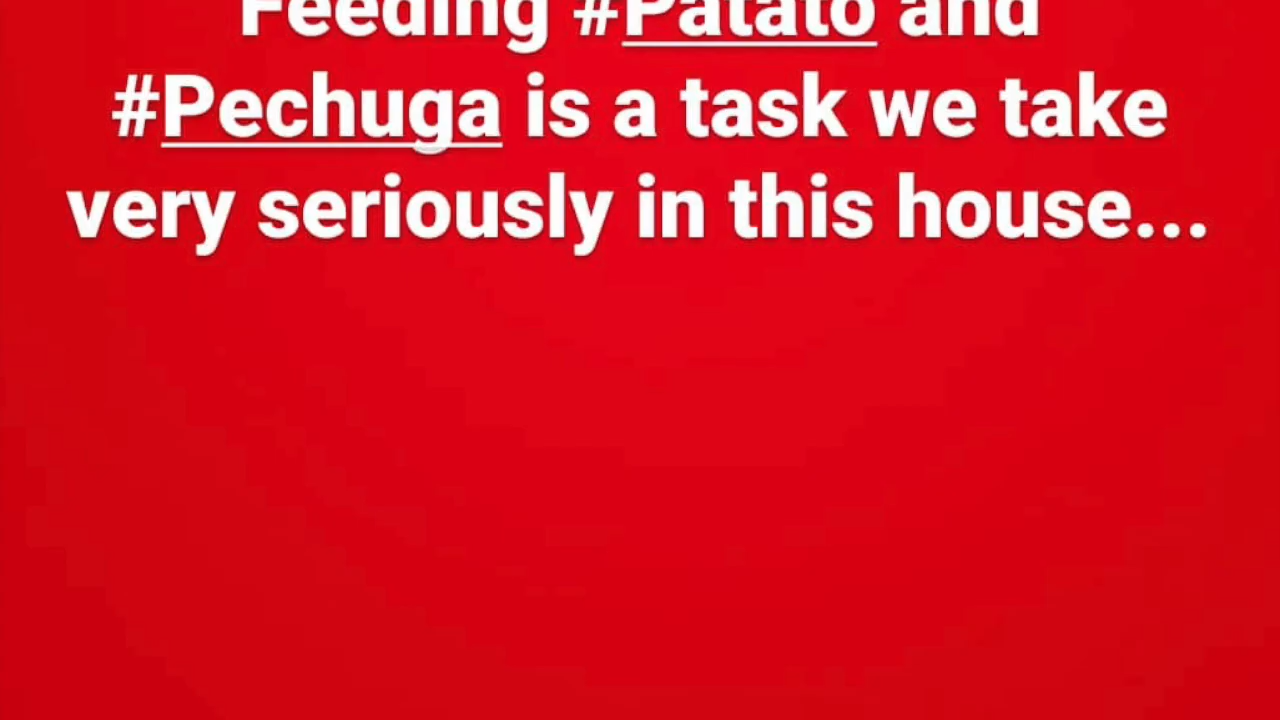 Feeding #Patato and
#Pechuga is a task we take
very seriously in this house...